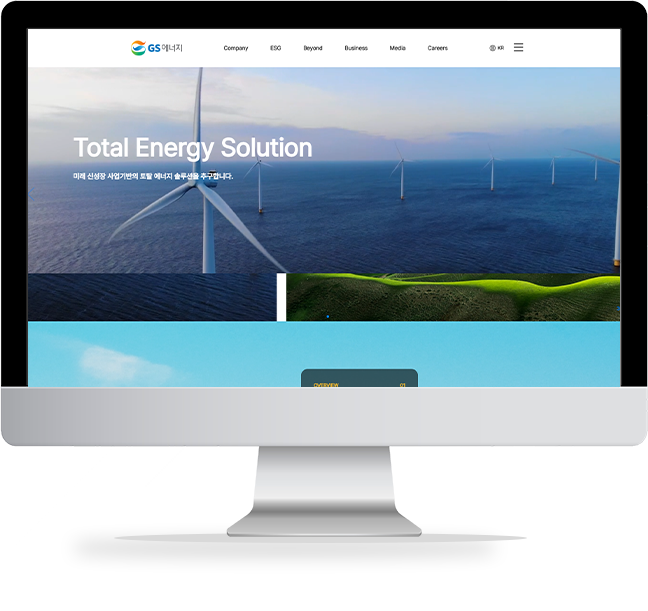 GS에너지
Company ESG Beyond Business Media Careers KR
Total Energy Solution
미래 신성장 사업기반의 토탈 에너지 솔루션을 추구합니다.
OVERVIEW 01